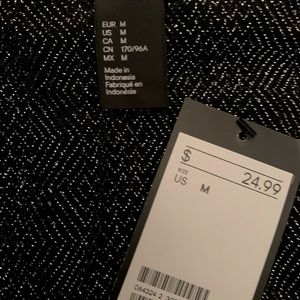 EUR M
US M
CA M
CN 170/96A
MX M
Made in
Indonesia
Fabriqué en
Indonésie
$ 24.99
SIZE
US M